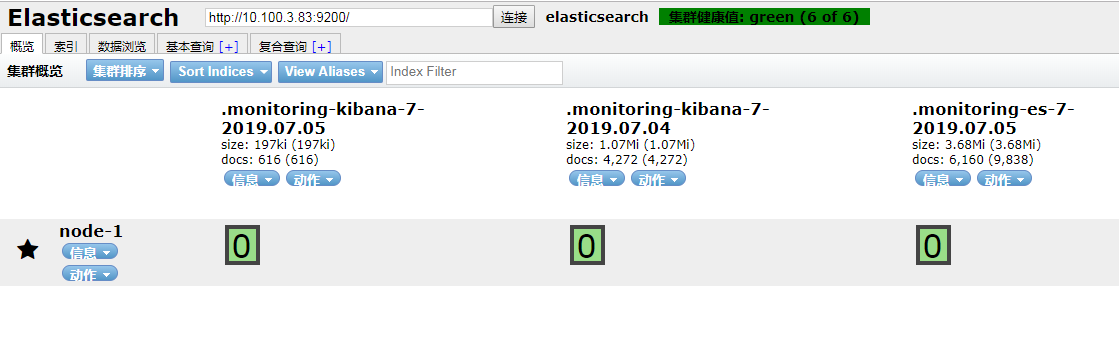 Elasticsearch http://10.100.3.83:9200/ 连接 elasticsearch 集群健康值: green (6 of 6)
概览 索引 数据浏览 基本查询 [+] 复合查询 [+]
集群概览 集群排序 Sort Indices View Aliases Index Filter
.monitoring-kibana-7-
2019.07.05
size: 197ki (197ki)
docs: 616 (616)
信息 动作
.monitoring-kibana-7-
2019.07.04
size: 1.07Mi (1.07Mi)
docs: 4,272 (4,272)
信息 动作
.monitoring-es-7-
2019.07.05
size: 3.68Mi (3.68Mi)
docs: 6,160 (9,838)
信息 动作
node-1
信息
动作
0 0 0